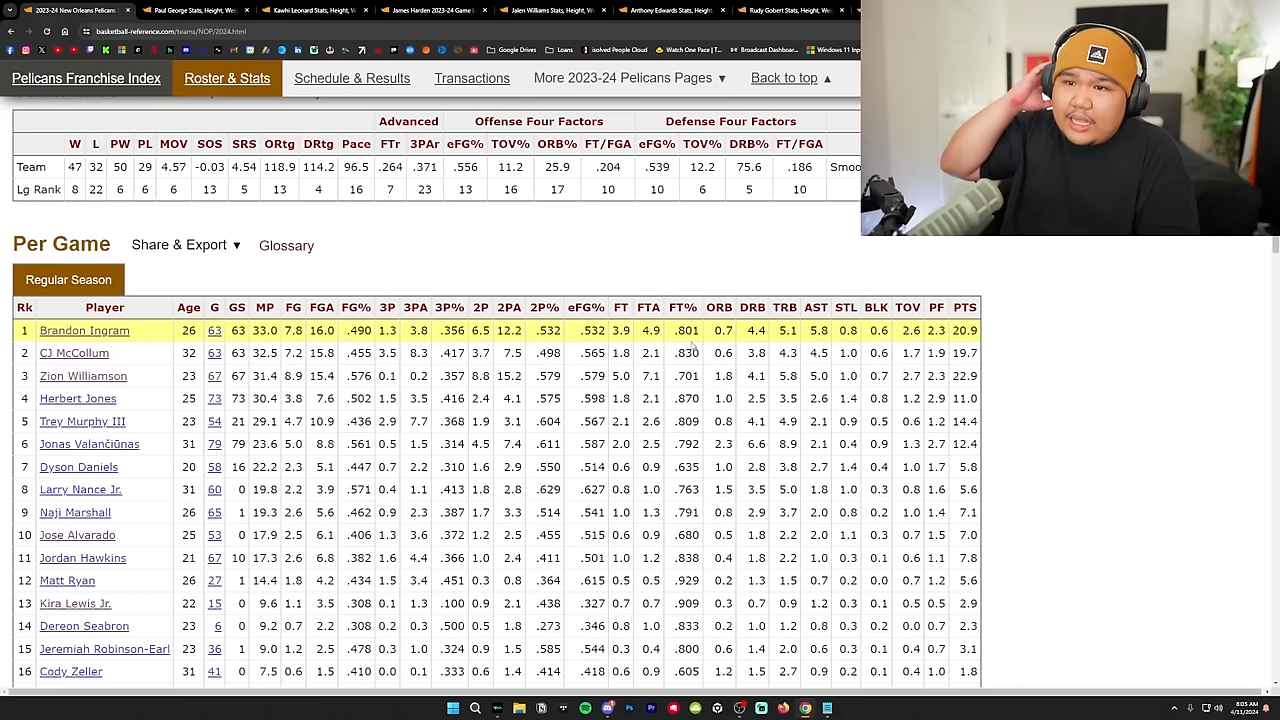 2023-24 New Orleans Pelicans
Paul George Stats, Height, We
Kawhi Leonard Stats, Height,
James Harden 2023-24 Game L
Jalen Williams Stats, Height, W
Anthony Edwards Stats, Heig
Rudy Gobert Stats, Height, We
basketball-reference.com/teams/NOP/2024.html
Google Drives Loans isolved People Cloud Watch One Pace | T... Broadcast Dashboar... Windows 11 Inp
Pelicans Franchise Index Roster & Stats Schedule & Results Transactions More 2023-24 Pelicans Pages ▼ Back to top ▲
Advanced Offense Four Factors Defense Four Factors
W L PW PL MOV SOS SRS ORtg DRtg Pace FTr 3PAr eFG% TOV% ORB% FT/FGA eFG% TOV% DRB% FT/FGA
Team 47 32 50 29 4.57 -0.03 4.54 118.9 114.2 96.5 .264 .371 .556 11.2 25.9 .204 .539 12.2 75.6 .186 Smoo
Lg Rank 8 22 6 6 6 13 5 13 4 16 7 23 13 16 17 10 10 6 5 10
Per Game Share & Export ▼ Glossary
Regular Season
Rk Player Age G GS MP FG FGA FG% 3P 3PA 3P% 2P 2PA 2P% eFG% FT FTA FT% ORB DRB TRB AST STL BLK TOV PF PTS
1 Brandon Ingram 26 63 63 33.0 7.8 16.0 .490 1.3 3.8 .356 6.5 12.2 .532 .532 3.9 4.9 .801 0.7 4.4 5.1 5.8 0.8 0.6 2.6 2.3 20.9
2 CJ McCollum 32 63 63 32.5 7.2 15.8 .455 3.5 8.3 .417 3.7 7.5 .498 .565 1.8 2.1 .830 0.6 3.8 4.3 4.5 1.0 0.6 1.7 1.9 19.7
3 Zion Williamson 23 67 67 31.4 8.9 15.4 .576 0.1 0.2 .357 8.8 15.2 .579 .579 5.0 7.1 .701 1.8 4.1 5.8 5.0 1.0 0.7 2.7 2.3 22.9
4 Herbert Jones 25 73 73 30.4 3.8 7.6 .502 1.5 3.5 .416 2.4 4.1 .575 .598 1.8 2.1 .870 1.0 2.5 3.5 2.6 1.4 0.8 1.2 2.9 11.0
5 Trey Murphy III 23 54 21 29.1 4.7 10.9 .436 2.9 7.7 .368 1.9 3.1 .604 .567 2.1 2.6 .809 0.8 4.1 4.9 2.1 0.9 0.5 0.6 1.2 14.4
6 Jonas Valančiūnas 31 79 79 23.6 5.0 8.8 .561 0.5 1.5 .314 4.5 7.4 .611 .587 2.0 2.5 .792 2.3 6.6 8.9 2.1 0.4 0.9 1.3 2.7 12.4
7 Dyson Daniels 20 58 16 22.2 2.3 5.1 .447 0.7 2.2 .310 1.6 2.9 .550 .514 0.6 0.9 .635 1.0 2.8 3.8 2.7 1.4 0.4 1.0 1.7 5.8
8 Larry Nance Jr. 31 60 0 19.8 2.2 3.9 .571 0.4 1.1 .413 1.8 2.8 .629 .627 0.8 1.0 .763 1.5 3.5 5.0 1.8 1.0 0.3 0.8 1.6 5.6
9 Naji Marshall 26 65 1 19.3 2.6 5.6 .462 0.9 2.3 .387 1.7 3.3 .514 .541 1.0 1.3 .791 0.8 2.9 3.7 2.0 0.8 0.2 1.0 1.4 7.1
10 Jose Alvarado 25 53 0 17.9 2.5 6.1 .406 1.3 3.6 .372 1.2 2.5 .455 .515 0.6 0.9 .680 0.5 1.8 2.2 2.0 1.1 0.3 0.7 1.5 7.0
11 Jordan Hawkins 21 67 10 17.3 2.6 6.8 .382 1.6 4.4 .366 1.0 2.4 .411 .501 1.0 1.2 .838 0.4 1.8 2.2 1.0 0.3 0.1 0.6 1.1 7.8
12 Matt Ryan 26 27 1 14.4 1.8 4.2 .434 1.5 3.4 .451 0.3 0.8 .364 .615 0.5 0.5 .929 0.2 1.3 1.5 0.7 0.2 0.0 0.7 1.2 5.6
13 Kira Lewis Jr. 22 15 0 9.6 1.1 3.5 .308 0.1 1.3 .100 0.9 2.1 .438 .327 0.7 0.7 .909 0.3 0.7 0.9 1.2 0.3 0.1 0.5 0.5 2.9
14 Dereon Seabron 23 6 0 9.2 0.7 2.2 .308 0.2 0.3 .500 0.5 1.8 .273 .346 0.8 1.0 .833 0.2 1.0 1.2 0.8 0.3 0.2 0.0 0.7 2.3
15 Jeremiah Robinson-Earl 23 36 1 9.0 1.2 2.5 .478 0.3 1.0 .324 0.9 1.5 .585 .544 0.3 0.4 .800 0.6 1.4 2.0 0.6 0.3 0.1 0.4 0.7 3.1
16 Cody Zeller 31 41 0 7.5 0.6 1.5 .410 0.0 0.1 .333 0.6 1.4 .414 .418 0.6 0.9 .605 1.2 1.5 2.7 0.9 0.2 0.1 0.4 1.0 1.8
8:05 AM
4/11/2024